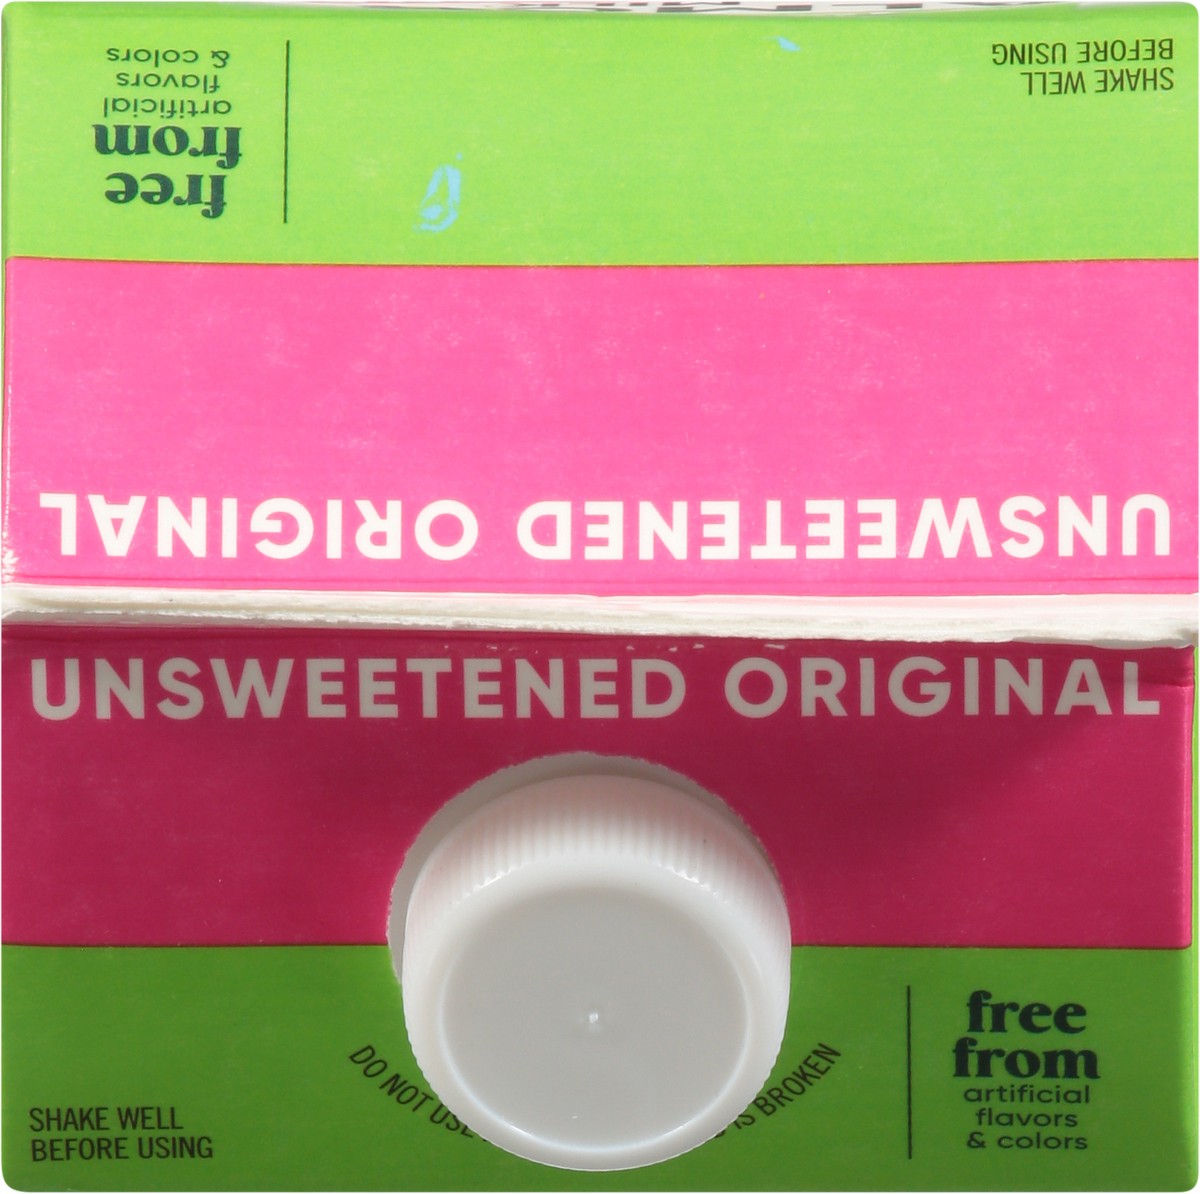 SHAKE WELL
BEFORE USING
free
from
artificial
flavors
& colors
UNSWEETENED ORIGINAL
UNSWEETENED ORIGINAL
DO NOT USE
IS BROKEN
SHAKE WELL
BEFORE USING
free
from
artificial
flavors
& colors